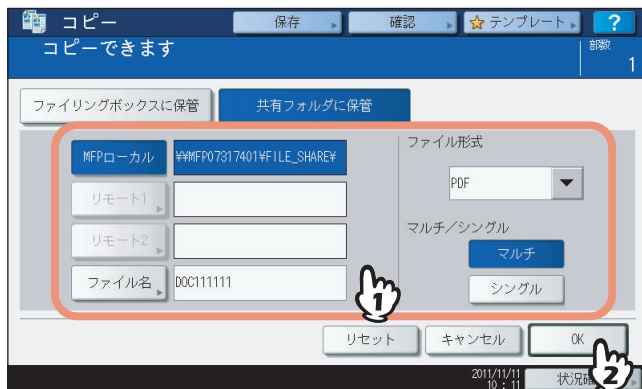 コピー
保存
確認
テンプレート
?
コピーできます
部数
1
ファイリングボックスに保管
共有フォルダに保管
MFPローカル
¥¥MFP07317401¥FILE_SHARE¥
ファイル形式
PDF
リモート1
リモート2
マルチ／シングル
マルチ
ファイル名
DOC111111
シングル
1
リセット
キャンセル
OK
2
2011/11/11
10 : 11
状況確